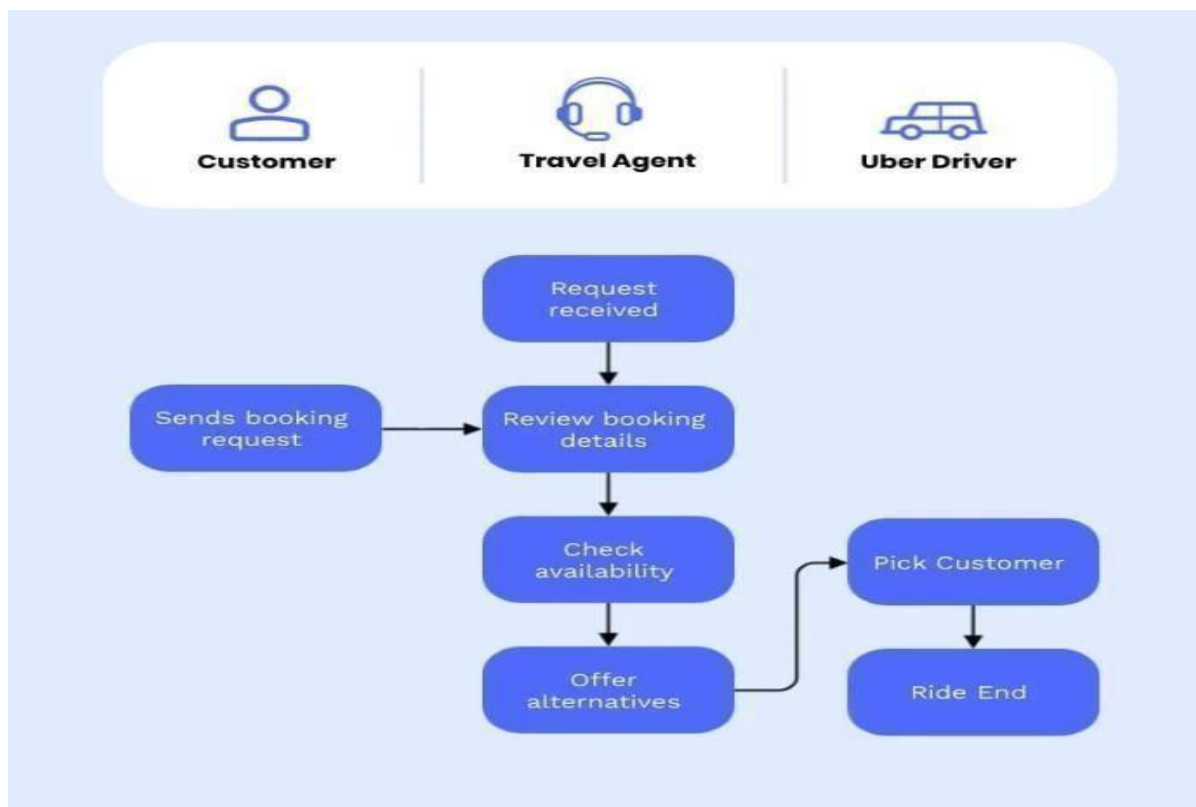 Customer
Travel Agent
Uber Driver
Request
received
Sends booking
request
Review booking
details
Check
availability
Pick Customer
Offer
alternatives
Ride End